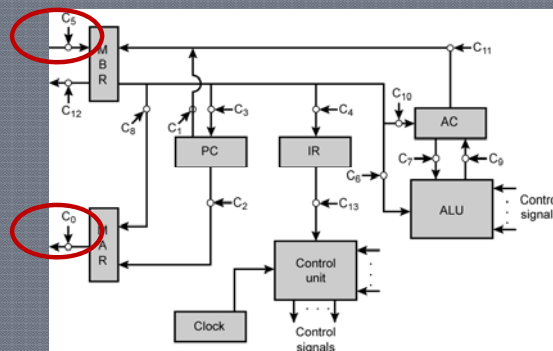 C5
C11
M
B
R
C12
C8
C1
C3
C4
C10
AC
PC
IR
C6
C7
C9
C2
C13
ALU
Control
signals
C0
M
A
R
Control
unit
Clock
Control
signals